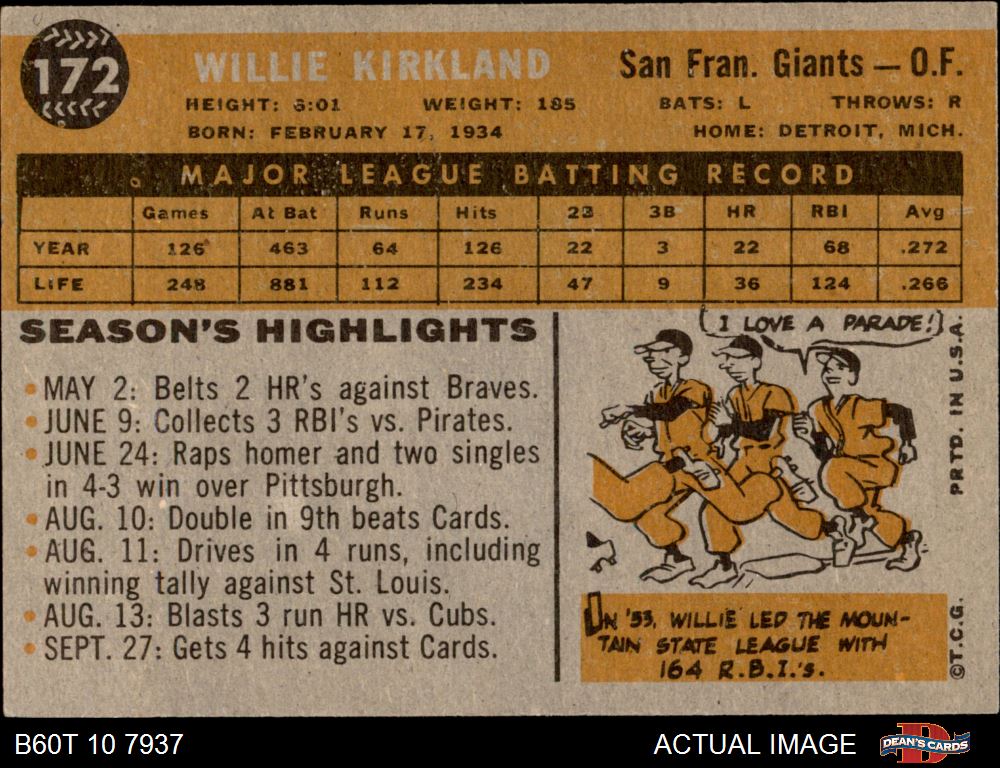 172
WILLIE KIRKLAND
San Fran. Giants — O.F.
HEIGHT: 6:01 WEIGHT: 185 BATS: L THROWS: R
BORN: FEBRUARY 17, 1934 HOME: DETROIT, MICH.
MAJOR LEAGUE BATTING RECORD
Games At Bat Runs Hits 2B 3B HR RBI Avg
YEAR 126 463 64 126 22 3 22 68 .272
LIFE 248 881 112 234 47 9 36 124 .266
SEASON'S HIGHLIGHTS
• MAY 2: Belts 2 HR's against Braves.
• JUNE 9: Collects 3 RBI's vs. Pirates.
• JUNE 24: Raps homer and two singles
in 4-3 win over Pittsburgh.
• AUG. 10: Double in 9th beats Cards.
• AUG. 11: Drives in 4 runs, including
winning tally against St. Louis.
• AUG. 13: Blasts 3 run HR vs. Cubs.
• SEPT. 27: Gets 4 hits against Cards.
I LOVE A PARADE!
IN '53, WILLIE LED THE MOUN-
TAIN STATE LEAGUE WITH
164 R.B.I.'s.
PRTD. IN U.S.A.
©T.C.G.
B60T 10 7937
ACTUAL IMAGE
DEAN'S CARDS